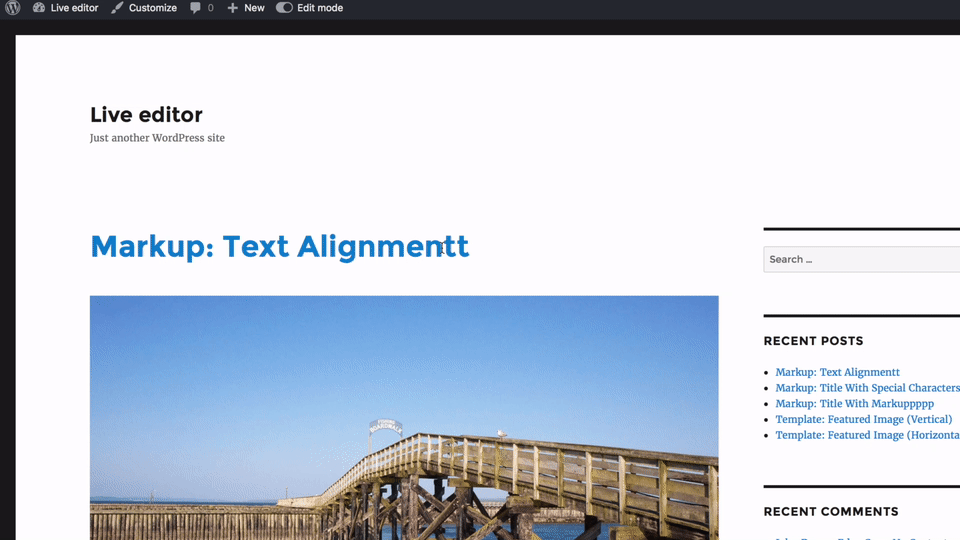 Live editor Customize 0 New Edit mode
Live editor
Just another WordPress site
Markup: Text Alignmentt
Search ...
BOARDWALK
RECENT POSTS
Markup: Text Alignmentt
Markup: Title With Special Characters
Markup: Title With Markuppppp
Template: Featured Image (Vertical)
Template: Featured Image (Horizonta
RECENT COMMENTS